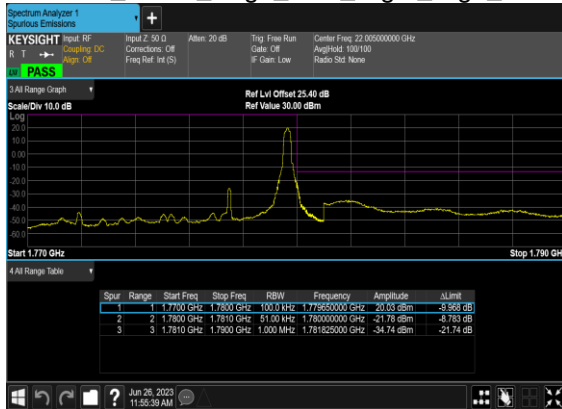 Spectrum Analyzer 1
Spurious Emissions
+
KEYSIGHT
R T
LXI PASS
Input: RF
Coupling: DC
Align: Off
Input Z: 50 Ω
Corrections: Off
Freq Ref: Int (S)
Atten: 20 dB
Trig: Free Run
Gate: Off
IF Gain: Low
Center Freq: 22.005000000 GHz
Avg|Hold: 100/100
Radio Std: None
3 All Range Graph
Scale/Div 10.0 dB
Ref Lvl Offset 25.40 dB
Ref Value 30.00 dBm
Log
20.0
10.0
0.00
-10.0
-20.0
-30.0
-40.0
-50.0
-60.0
Start 1.770 GHz
Stop 1.790 GH
4 All Range Table
Spur Range Start Freq Stop Freq RBW Frequency Amplitude ΔLimit
1 1 1.7700 GHz 1.7800 GHz 100.0 kHz 1.779650000 GHz 20.03 dBm -9.968 dB
2 2 1.7800 GHz 1.7810 GHz 51.00 kHz 1.780000000 GHz -21.78 dBm -8.783 dB
3 3 1.7810 GHz 1.7900 GHz 1.000 MHz 1.781825000 GHz -34.74 dBm -21.74 dB
?
Jun 26, 2023
11:55:39 AM